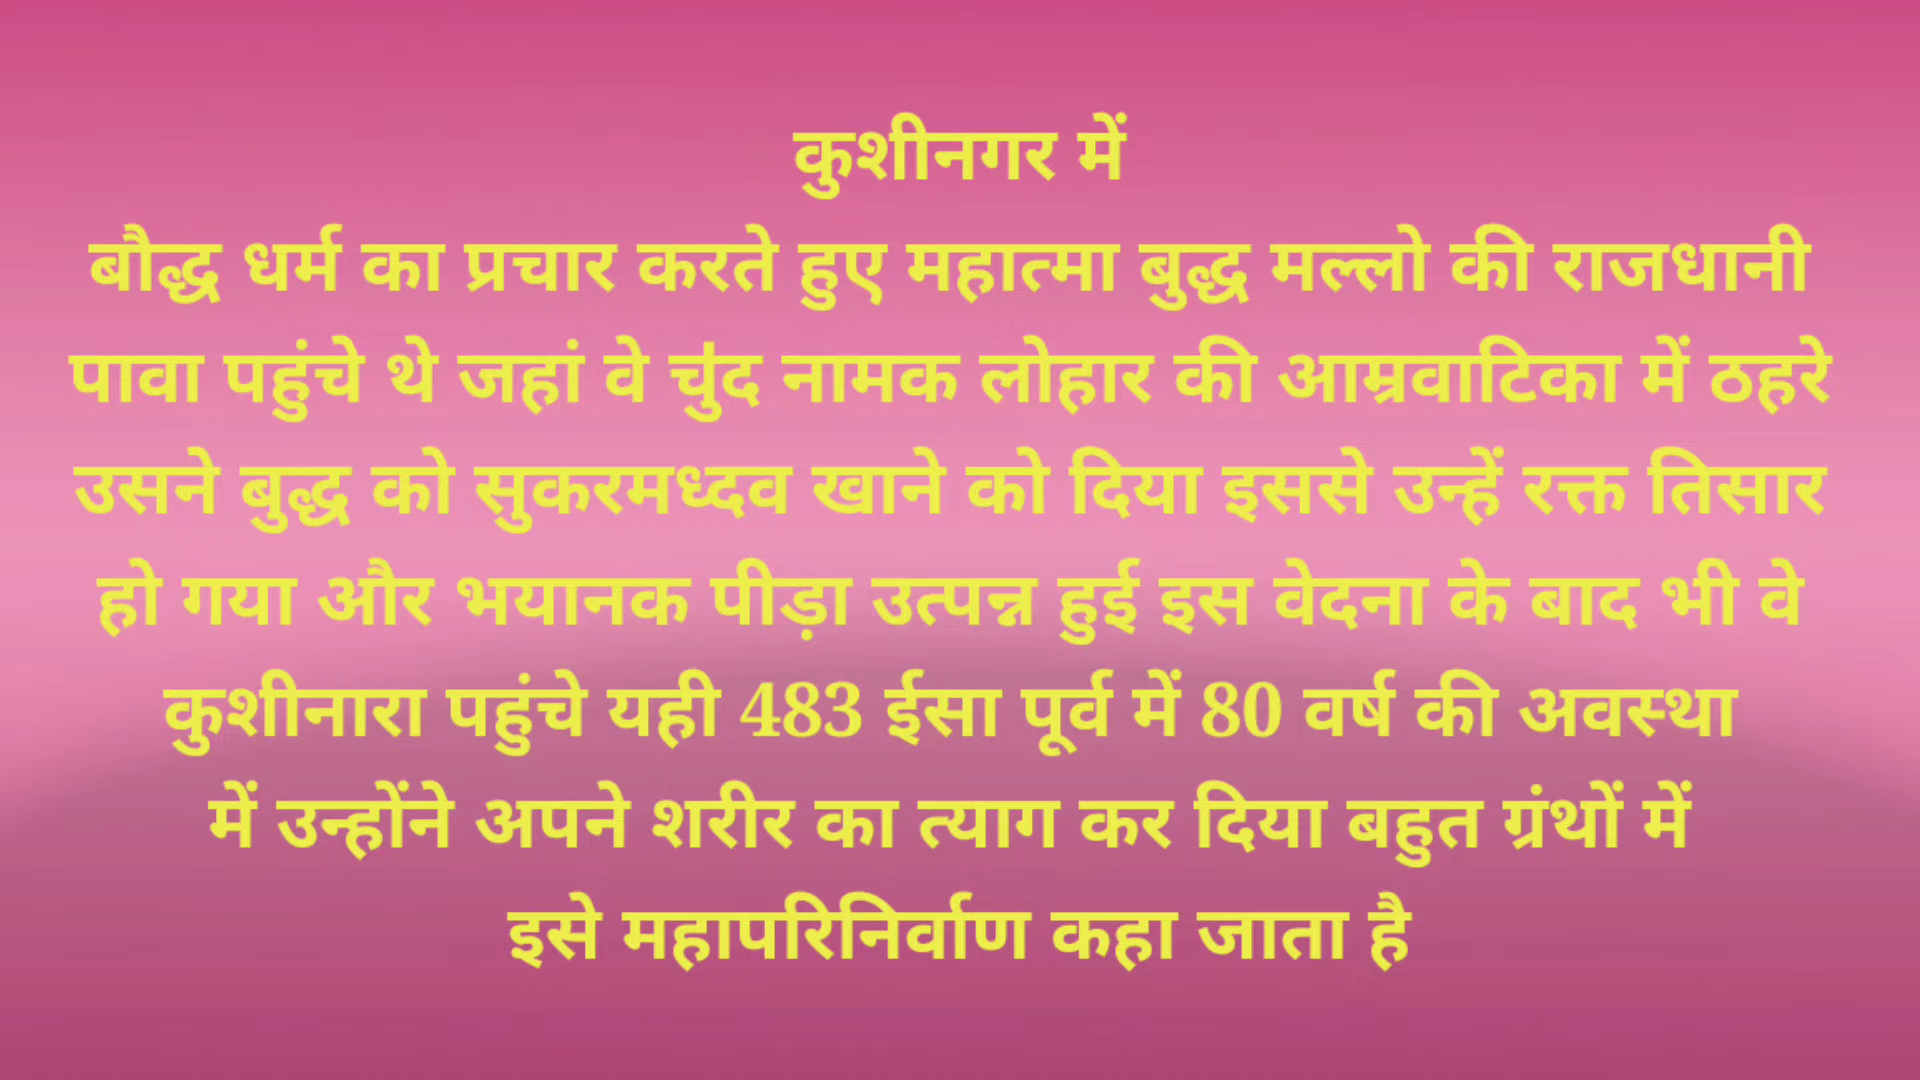 कुशीनगर में
बौद्ध धर्म का प्रचार करते हुए महात्मा बुद्ध मल्लो की राजधानी
पावा पहुंचे थे जहां वे चुंद नामक लोहार की आम्रवाटिका में ठहरे
उसने बुद्ध को सुकरमध्दव खाने को दिया इससे उन्हें रक्त तिसार
हो गया और भयानक पीड़ा उत्पन्न हुई इस वेदना के बाद भी वे
कुशीनारा पहुंचे यही 483 ईसा पूर्व में 80 वर्ष की अवस्था
में उन्होंने अपने शरीर का त्याग कर दिया बहुत ग्रंथों में
इसे महापरिनिर्वाण कहा जाता है